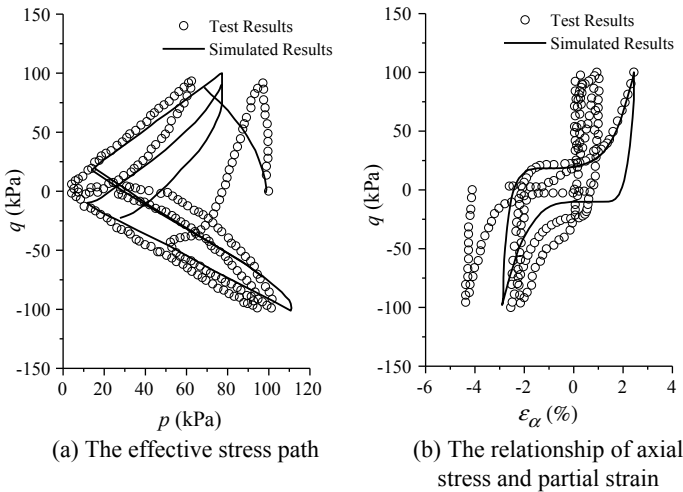 Test Results
Simulated Results
150
100
50
0
-50
-100
-150
q (kPa)
0 20 40 60 80 100 120
p (kPa)
(a) The effective stress path
Test Results
Simulated Results
150
100
50
0
-50
-100
-150
q (kPa)
-6 -4 -2 0 2 4 6
εα (%)
(b) The relationship of axial
stress and partial strain